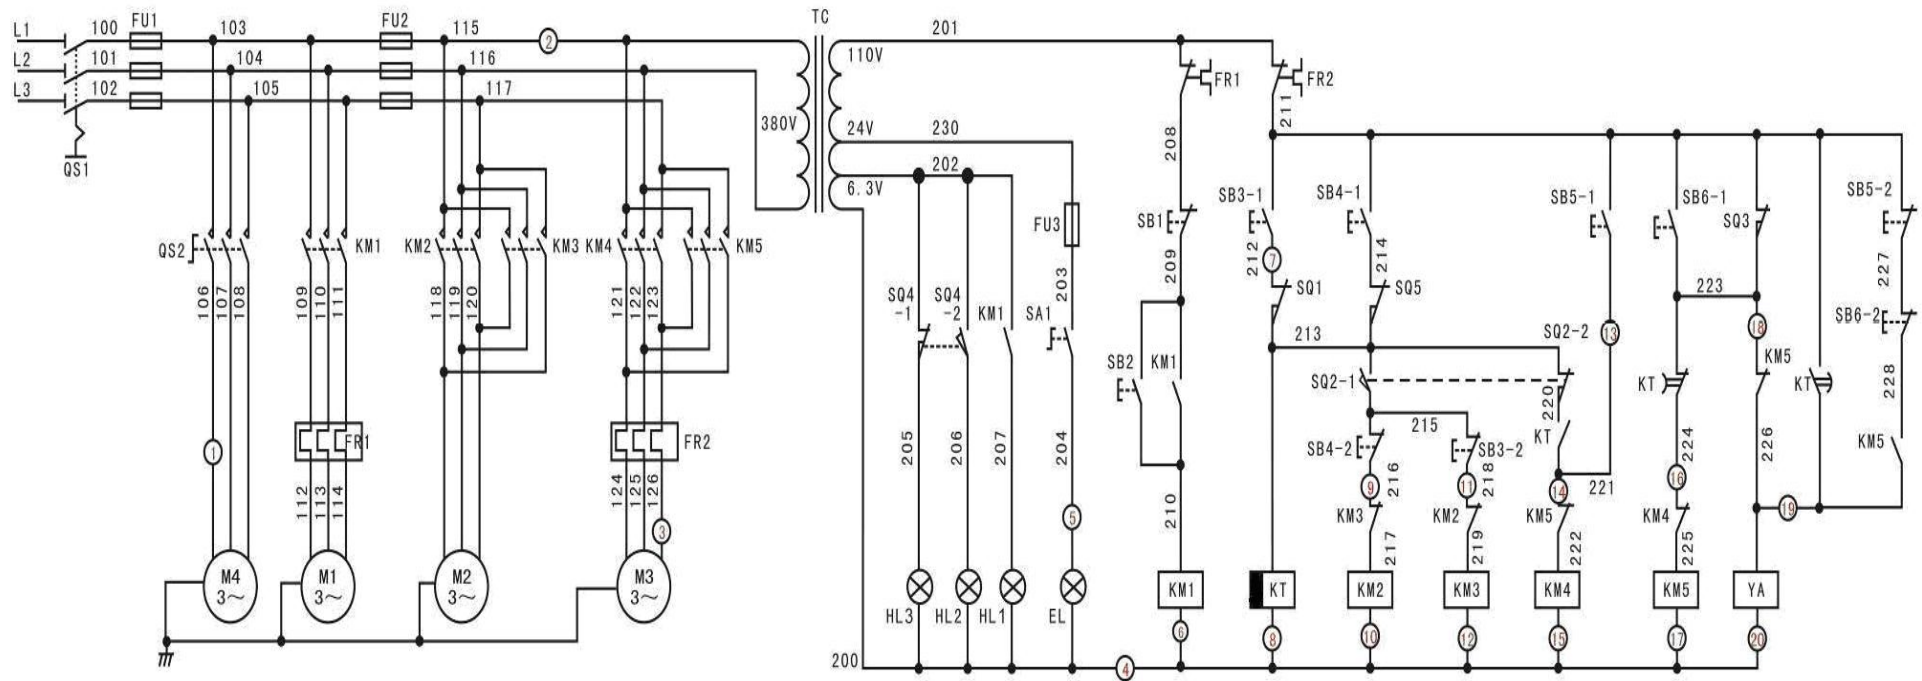 L1
100
FU1
103
FU2
115
2
TC
201
L2
101
104
116
110V
FR1
FR2
L3
102
105
117
211
380V
24V
230
208
QS1
202
6.3V
SB3-1
SB4-1
SB5-1
SB6-1
SB5-2
FU3
SB1
SQ3
QS2
KM1
KM2
KM3
KM4
KM5
212
7
214
209
227
203
223
106
107
108
109
110
111
118
119
120
121
122
123
SQ4
-1
SQ4
-2
KM1
SA1
SQ1
SQ5
SQ2-2
13
18
SB6-2
213
SB2
KM1
SQ2-1
KM5
KT
KT
228
220
215
KT
FR1
FR2
1
205
206
207
204
SB4-2
SB3-2
224
226
KM5
216
218
221
112
113
114
124
125
126
3
5
210
9
11
14
16
19
KM3
KM2
KM5
KM4
217
219
222
225
M4
3～
M1
3～
M2
3～
M3
3～
HL3
HL2
HL1
EL
KM1
KT
KM2
KM3
KM4
KM5
YA
6
8
10
12
15
17
20
200
4